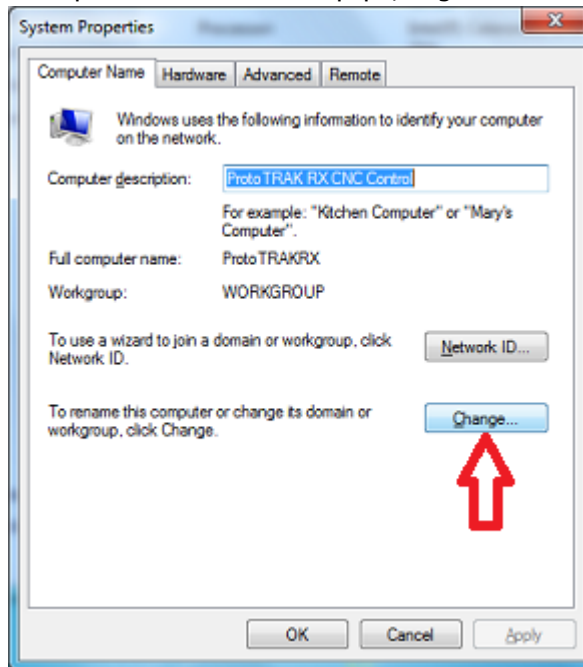 System Properties
Computer Name Hardware Advanced Remote
Windows uses the following information to identify your computer
on the network.
Computer description: ProtoTRAK RX CNC Control
For example: "Kitchen Computer" or "Mary's
Computer".
Full computer name: ProtoTRAKRX
Workgroup: WORKGROUP
To use a wizard to join a domain or workgroup, click
Network ID.
Network ID...
To rename this computer or change its domain or
workgroup, click Change.
Change...
OK Cancel Apply